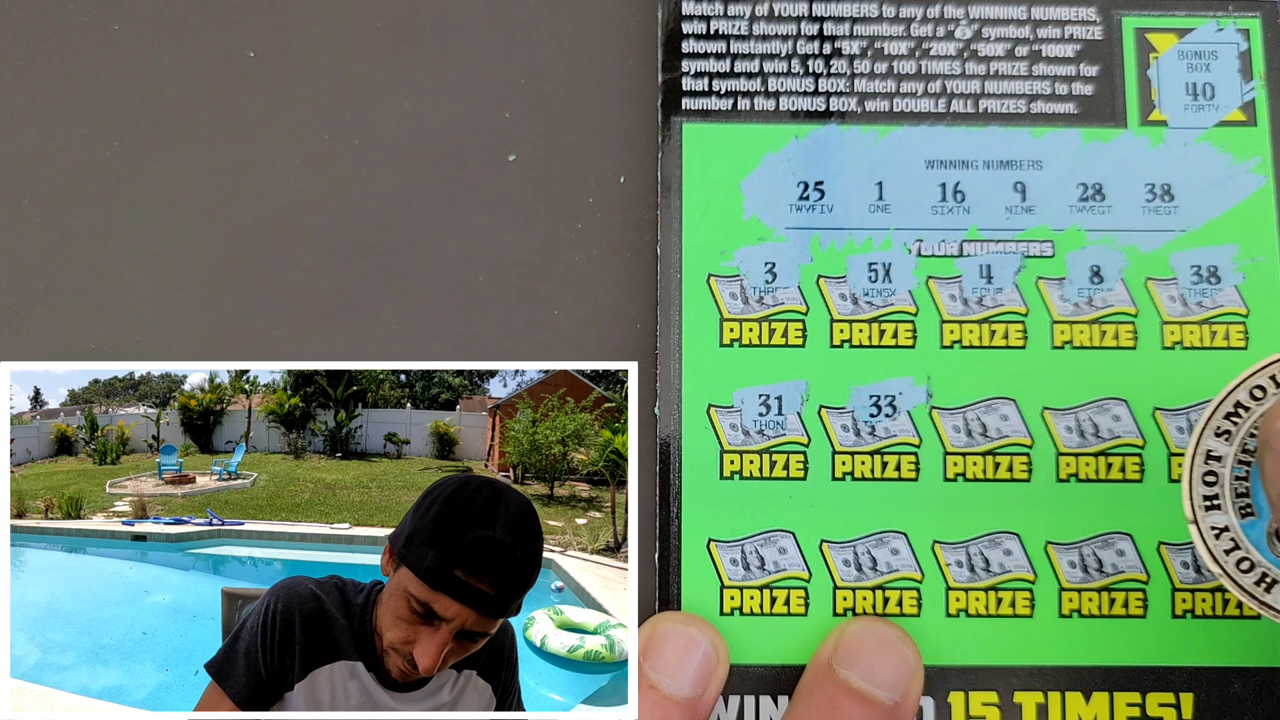 Match any of YOUR NUMBERS to any of the WINNING NUMBERS,
win PRIZE shown for that number. Get a " " symbol, win PRIZE
shown instantly! Get a "5X", "10X", "20X", "50X" or "100X"
symbol and win 5, 10, 20, 50 or 100 TIMES the PRIZE shown for
that symbol. BONUS BOX: Match any of YOUR NUMBERS to the
number in the BONUS BOX, win DOUBLE ALL PRIZES shown.
BONUS
BOX
40
FORTY
WINNING NUMBERS
25 1 16 9 28 38
TWYFIV ONE SIXTN NINE TWYEGT THEGT
YOUR NUMBERS
3 5X 4 8 38
WIN5X
PRIZE PRIZE PRIZE PRIZE PRIZE
31 33
THON
PRIZE PRIZE PRIZE PRIZE
PRIZE PRIZE PRIZE PRIZE PRIZE
HOLY HOT SMO
WIN 15 TIMES!